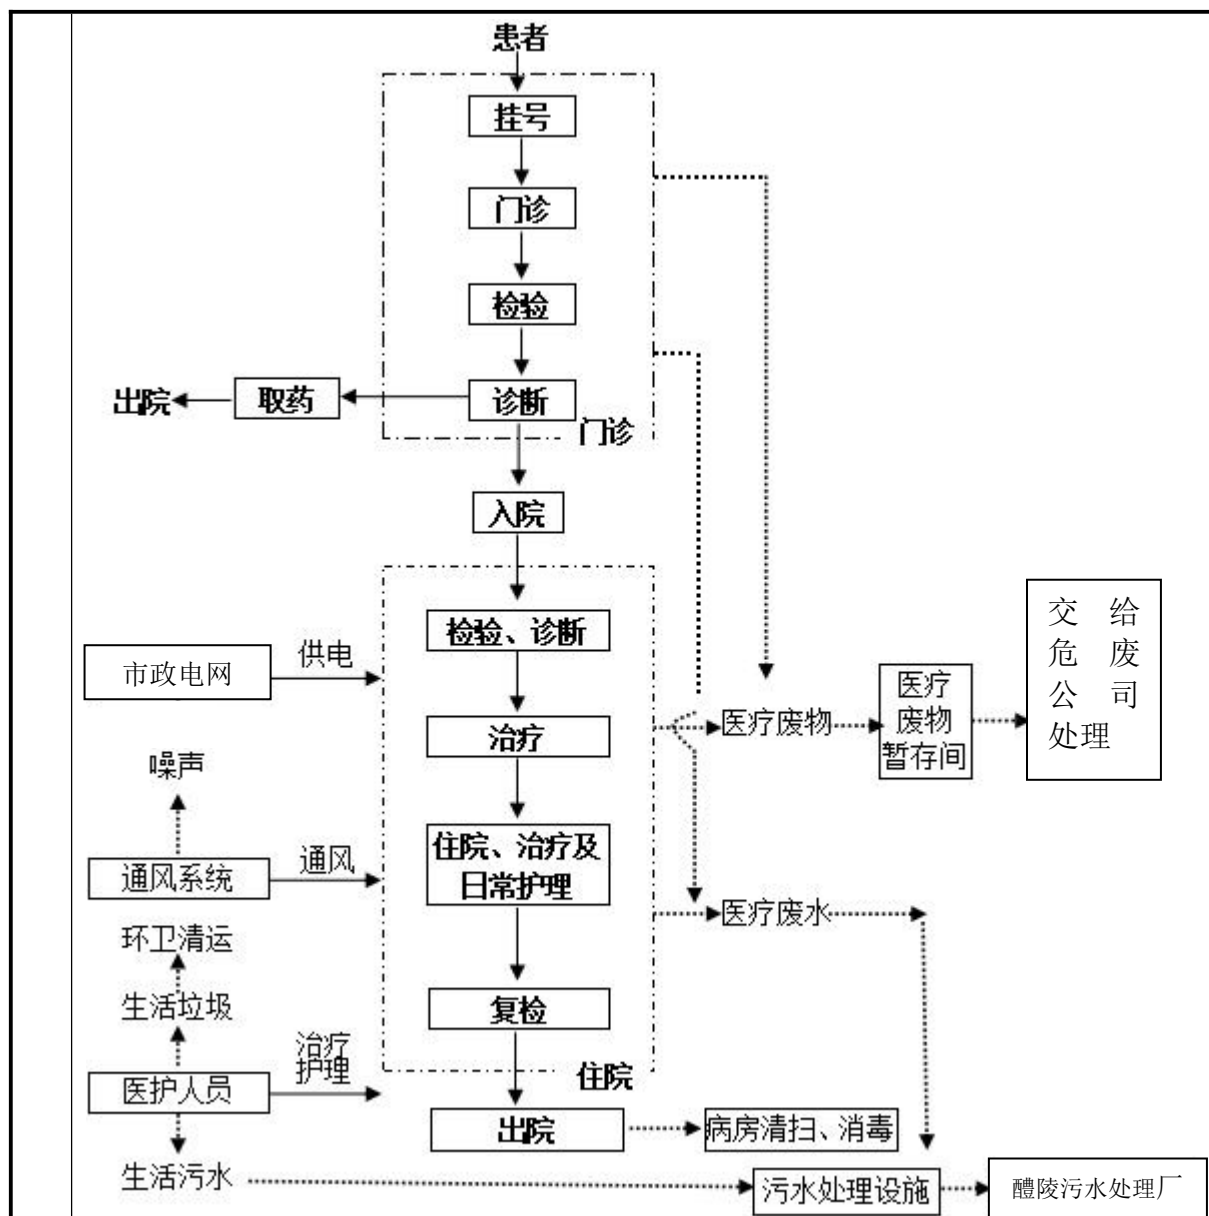 患者
挂号
门诊
检验
诊断
取药
出院
门诊
入院
检验、诊断
市政电网
供电
治疗
医疗废物
医疗
废物
暂存间
交给
危废
公司
处理
噪声
通风系统
通风
住院、治疗及
日常护理
医疗废水
环卫清运
生活垃圾
复检
医护人员
治疗
护理
住院
出院
病房清扫、消毒
生活污水
污水处理设施
醴陵污水处理厂